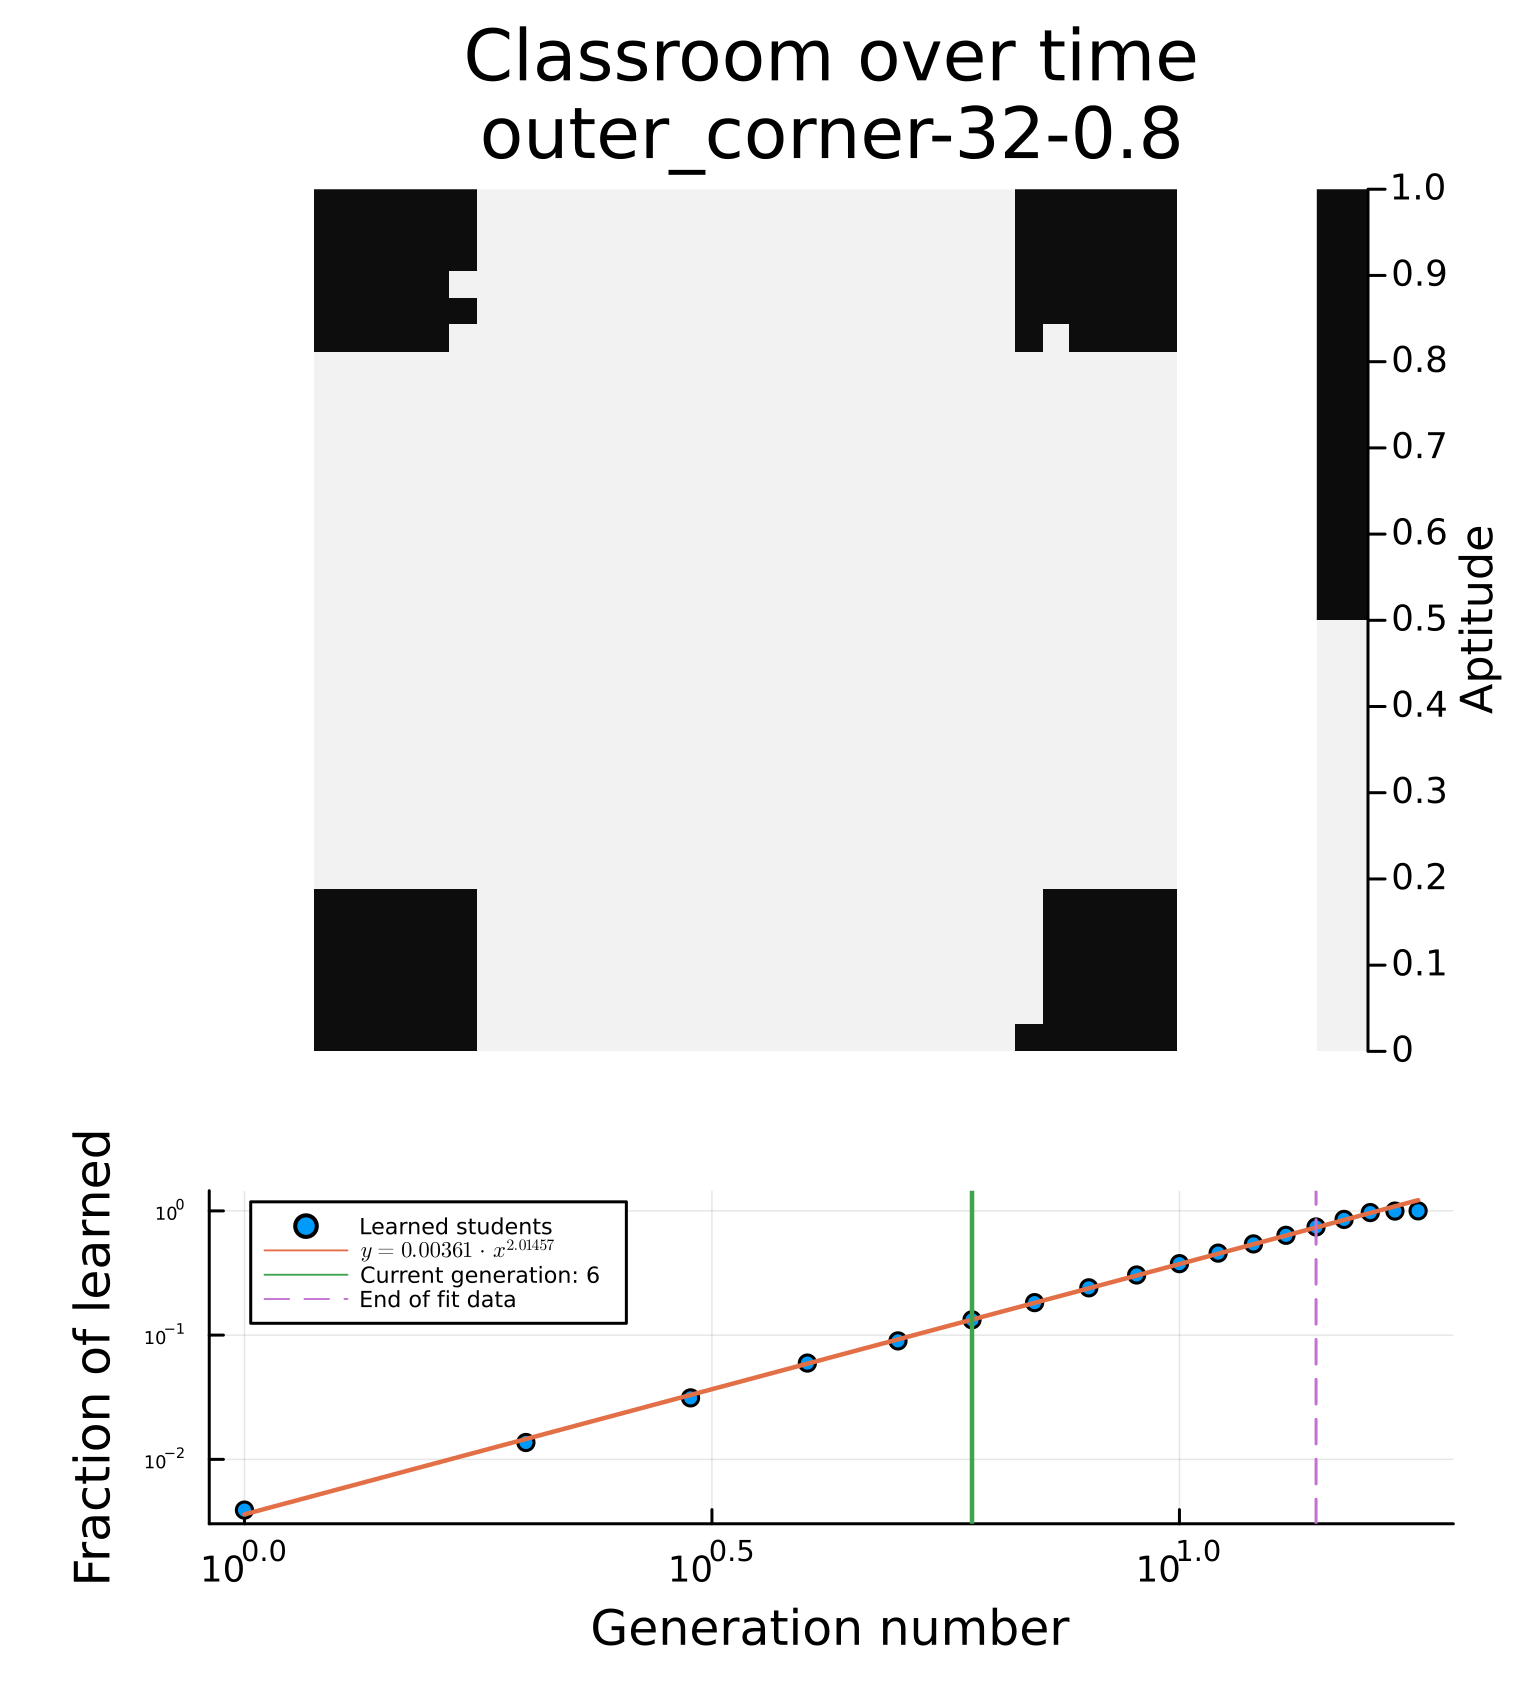 Classroom over time
outer_corner-32-0.8
1.0
0.9
0.8
0.7
0.6
0.5
0.4
0.3
0.2
0.1
0
Aptitude
Fraction of learned
10^0
10^−1
10^−2
Learned students
y = 0.00361 · x^2.01457
Current generation: 6
End of fit data
10^0.0
10^0.5
10^1.0
Generation number